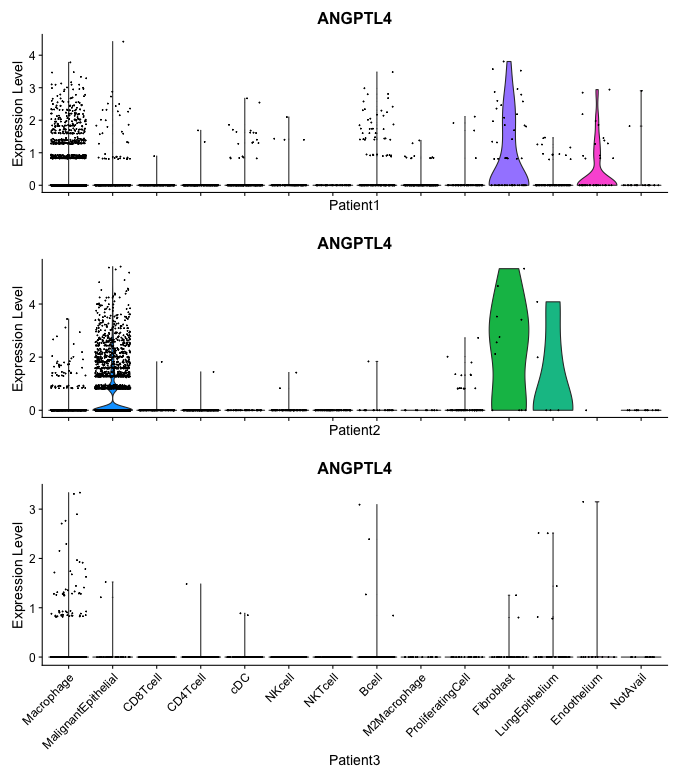 ANGPTL4
Expression Level
4
3
2
1
0
Patient1
ANGPTL4
Expression Level
4
2
0
Patient2
ANGPTL4
Expression Level
3
2
1
0
Macrophage
MalignantEpithelial
CD8Tcell
CD4Tcell
cDC
NKcell
NKTcell
Bcell
M2Macrophage
ProliferatingCell
Fibroblast
LungEpithelium
Endothelium
NotAvail
Patient3